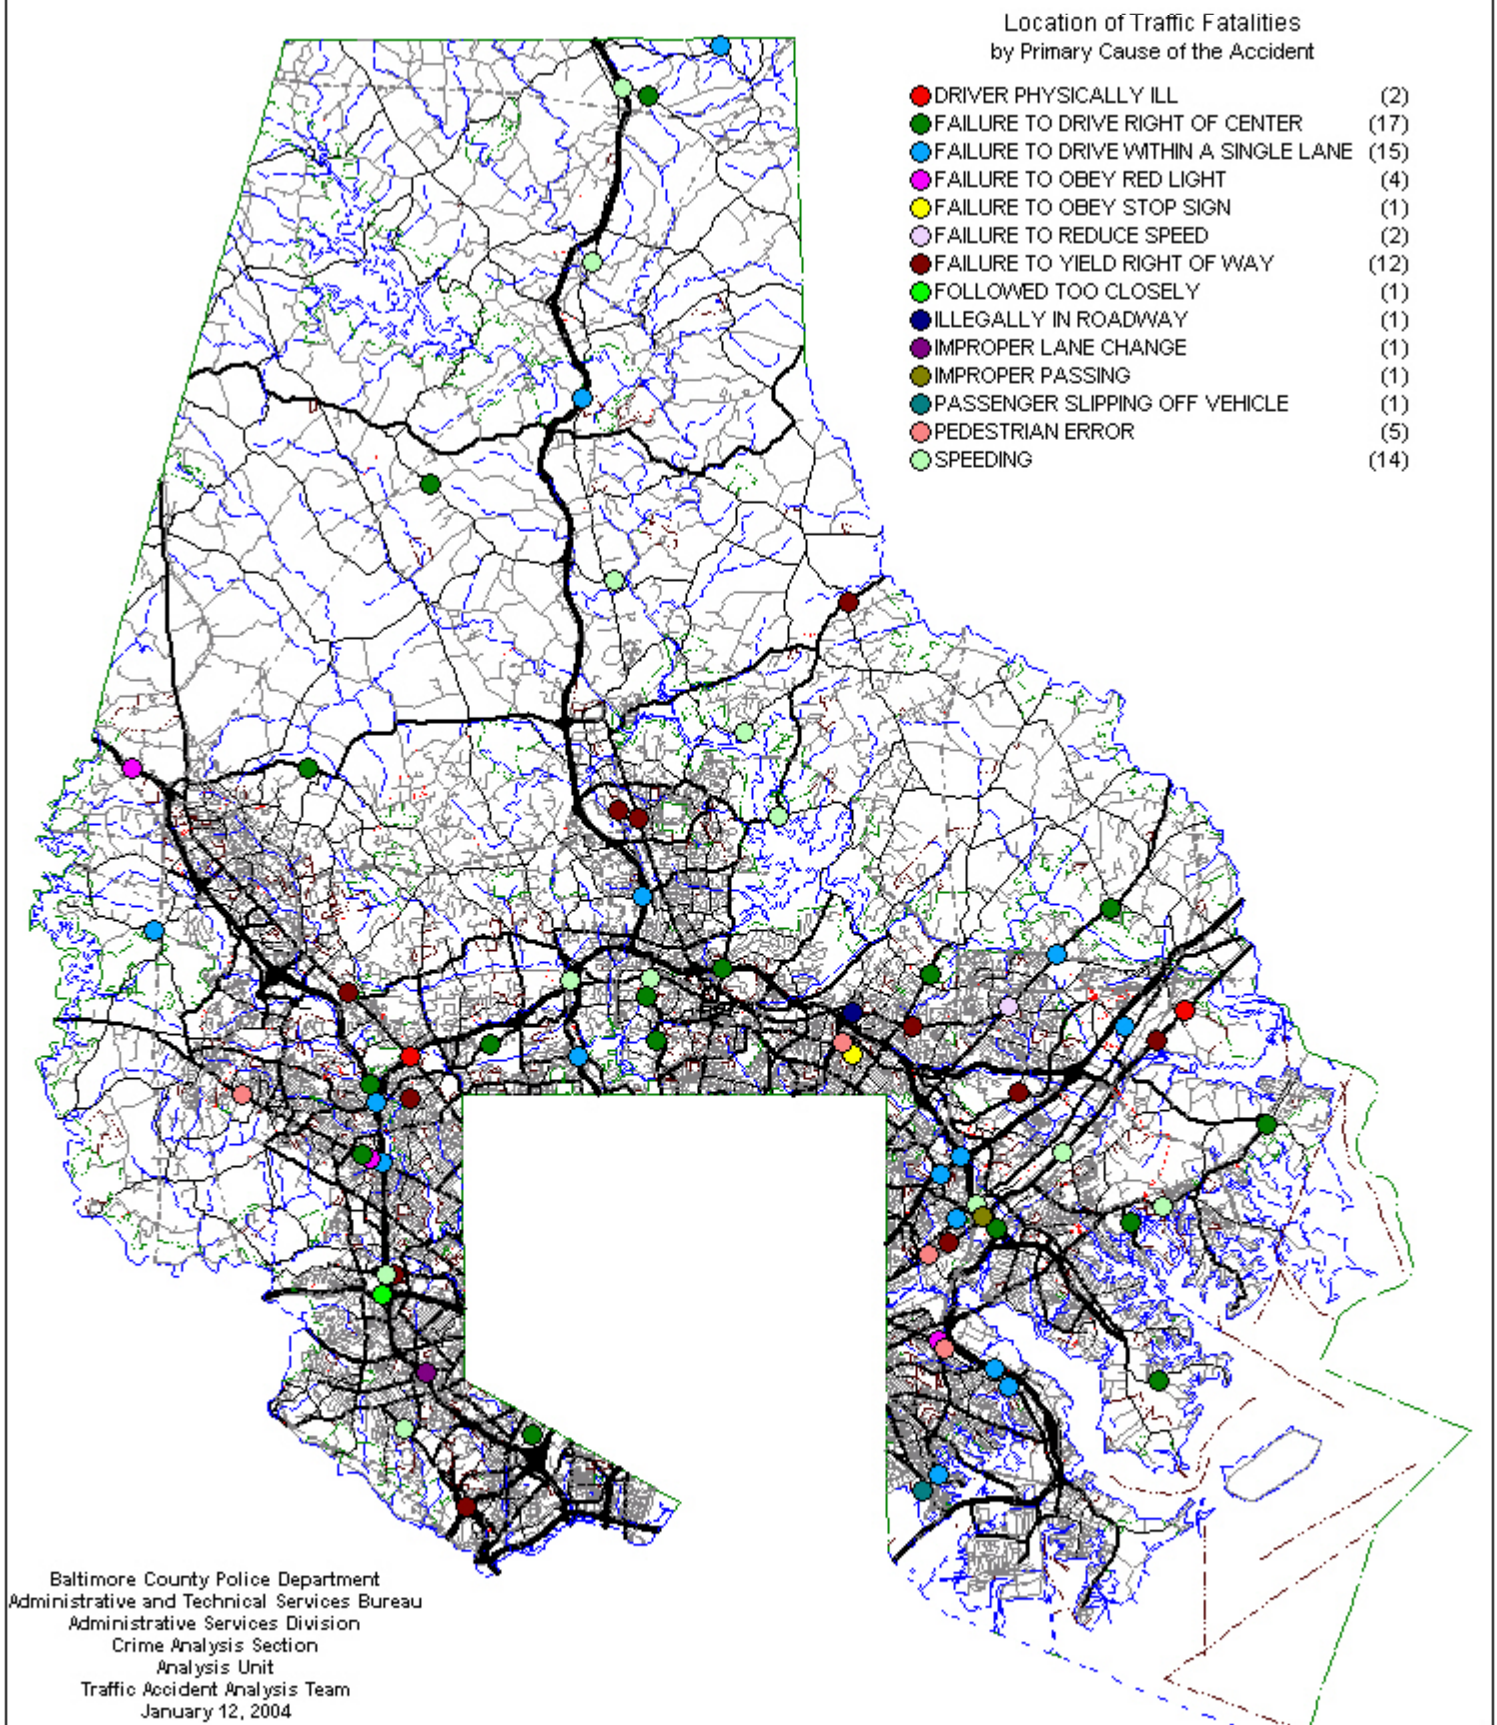 Location of Traffic Fatalities
by Primary Cause of the Accident
DRIVER PHYSICALLY ILL (2)
FAILURE TO DRIVE RIGHT OF CENTER (17)
FAILURE TO DRIVE WITHIN A SINGLE LANE (15)
FAILURE TO OBEY RED LIGHT (4)
FAILURE TO OBEY STOP SIGN (1)
FAILURE TO REDUCE SPEED (2)
FAILURE TO YIELD RIGHT OF WAY (12)
FOLLOWED TOO CLOSELY (1)
ILLEGALLY IN ROADWAY (1)
IMPROPER LANE CHANGE (1)
IMPROPER PASSING (1)
PASSENGER SLIPPING OFF VEHICLE (1)
PEDESTRIAN ERROR (5)
SPEEDING (14)
Baltimore County Police Department
Administrative and Technical Services Bureau
Administrative Services Division
Crime Analysis Section
Analysis Unit
Traffic Accident Analysis Team
January 12, 2004